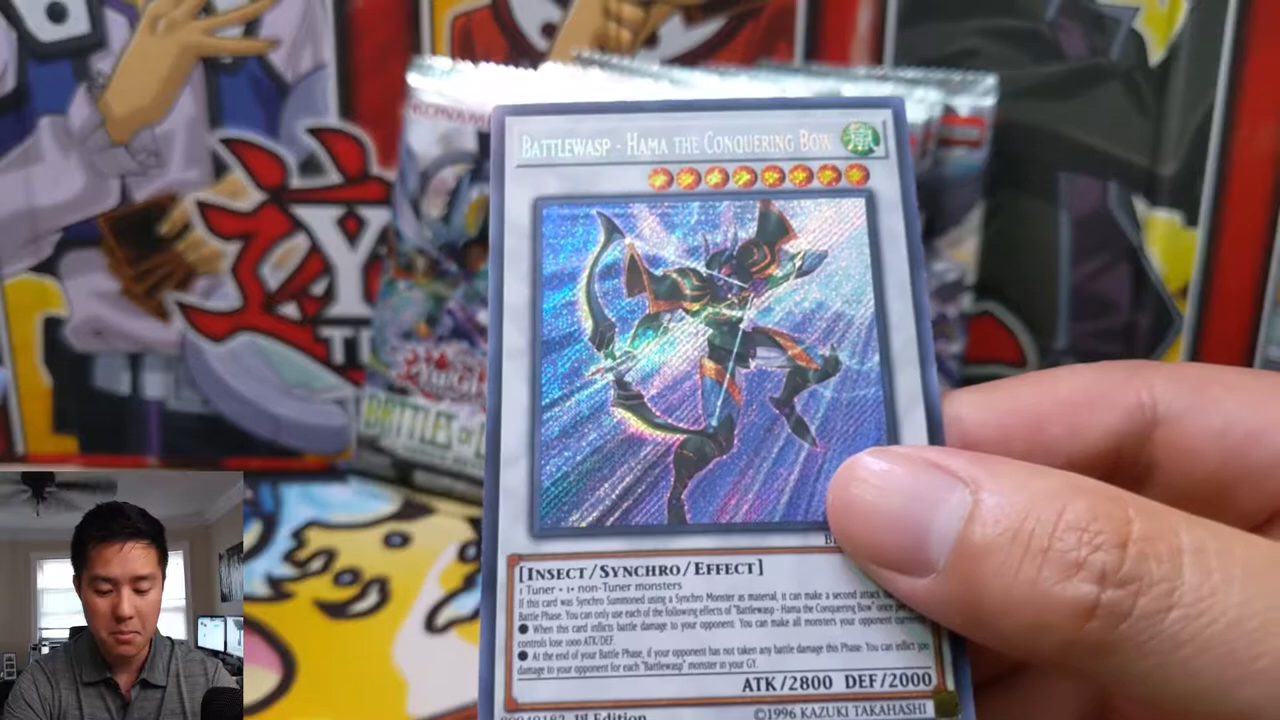 KONAMI
BATTLEWASP - HAMA THE CONQUERING BOW
BATTLES OF
[INSECT/SYNCHRO/EFFECT]
1 Tuner + 1+ non-Tuner monsters
If this card was Synchro Summoned using a Synchro Monster as material, it can make a second attack
Battle Phase. You can only use each of the following effects of "Battlewasp - Hama the Conquering Bow" once per
● When this card inflicts battle damage to your opponent: You can make all monsters your opponent currently
controls lose 1000 ATK/DEF.
● At the end of your Battle Phase, if your opponent has not taken any battle damage this Phase: You can inflict 300
damage to your opponent for each "Battlewasp" monster in your GY.
ATK/2800 DEF/2000
1st Edition
©1996 KAZUKI TAKAHASHI